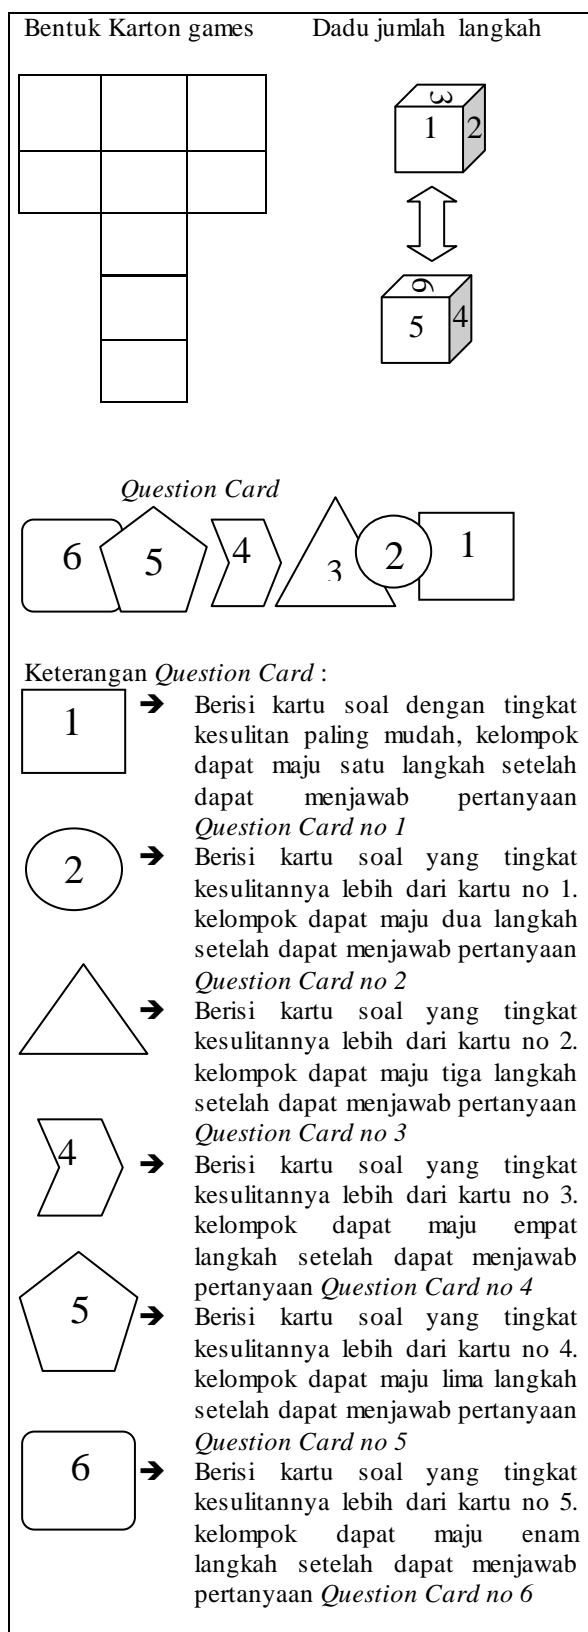 Bentuk Karton games Dadu jumlah langkah
3
1 2
6
5 4
Question Card
6 5 4 3 2 1
Keterangan Question Card :
1 ➔ Berisi kartu soal dengan tingkat
kesulitan paling mudah, kelompok
dapat maju satu langkah setelah
dapat menjawab pertanyaan
Question Card no 1
2 ➔ Berisi kartu soal yang tingkat
kesulitannya lebih dari kartu no 1.
kelompok dapat maju dua langkah
setelah dapat menjawab pertanyaan
Question Card no 2
➔ Berisi kartu soal yang tingkat
kesulitannya lebih dari kartu no 2.
kelompok dapat maju tiga langkah
setelah dapat menjawab pertanyaan
Question Card no 3
4 ➔ Berisi kartu soal yang tingkat
kesulitannya lebih dari kartu no 3.
kelompok dapat maju empat
langkah setelah dapat menjawab
pertanyaan Question Card no 4
5 ➔ Berisi kartu soal yang tingkat
kesulitannya lebih dari kartu no 4.
kelompok dapat maju lima langkah
setelah dapat menjawab pertanyaan
Question Card no 5
6 ➔ Berisi kartu soal yang tingkat
kesulitannya lebih dari kartu no 5.
kelompok dapat maju enam
langkah setelah dapat menjawab
pertanyaan Question Card no 6